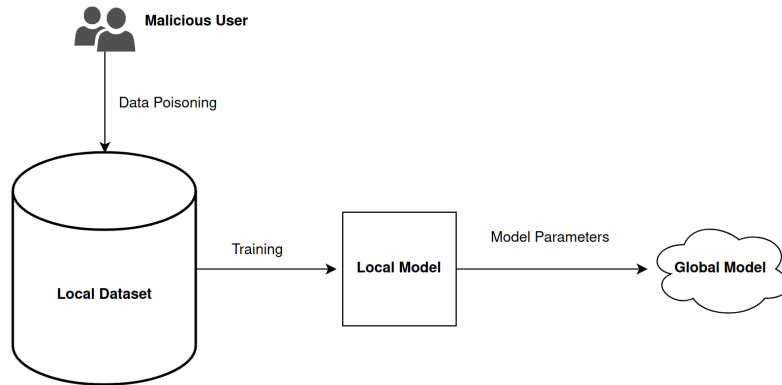 Malicious User
Data Poisoning
Training
Local Model
Model Parameters
Global Model
Local Dataset